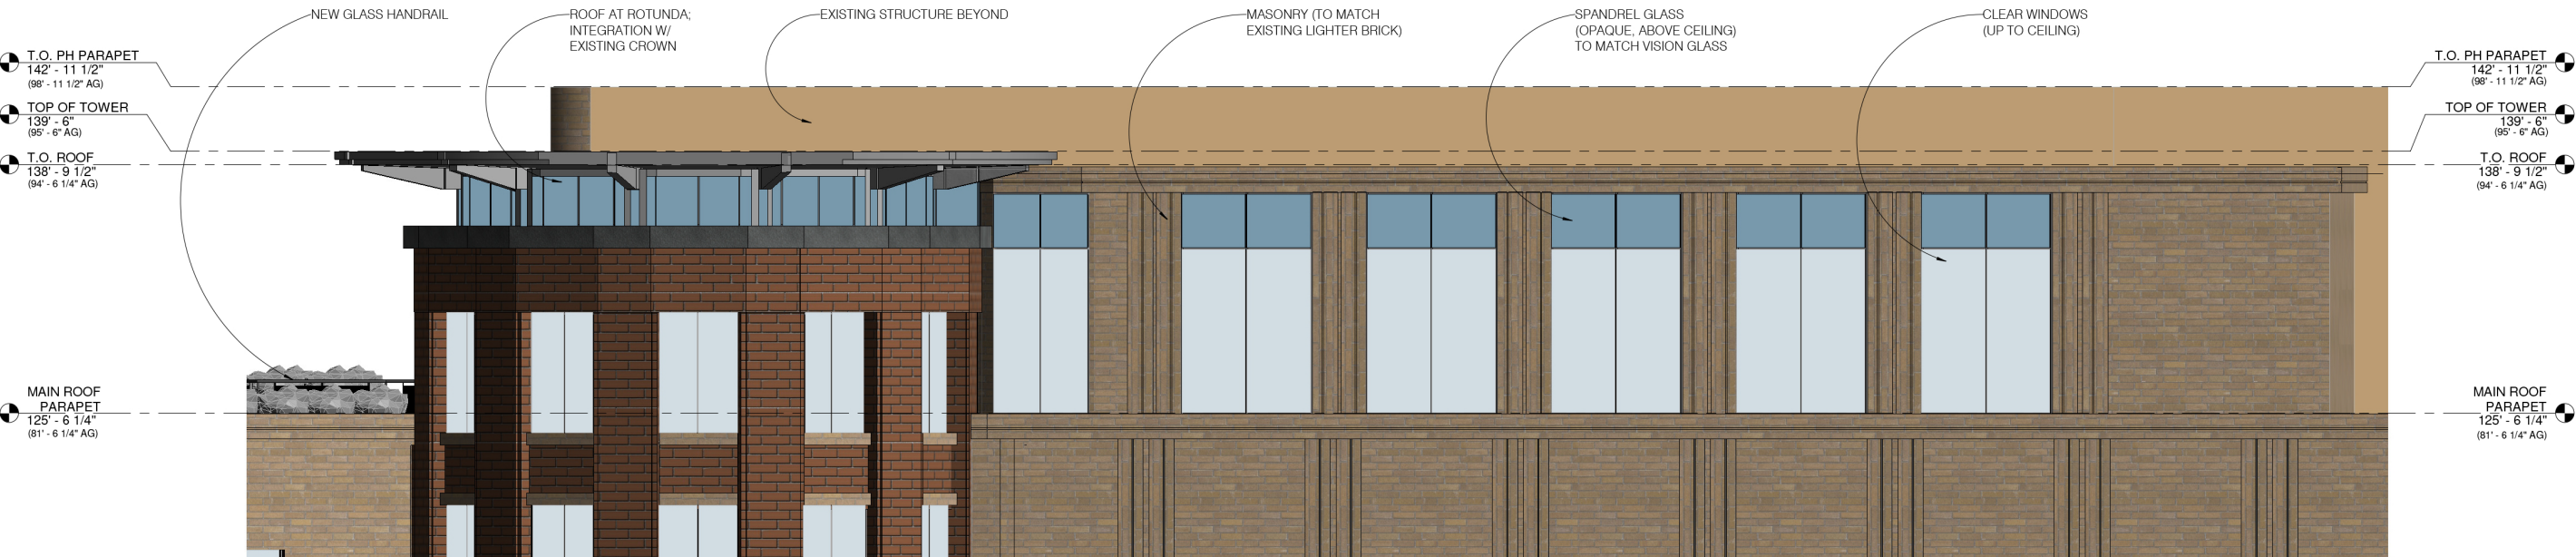 NEW GLASS HANDRAIL
ROOF AT ROTUNDA;
INTEGRATION W/
EXISTING CROWN
EXISTING STRUCTURE BEYOND
MASONRY (TO MATCH
EXISTING LIGHTER BRICK)
SPANDREL GLASS
(OPAQUE, ABOVE CEILING)
TO MATCH VISION GLASS
CLEAR WINDOWS
(UP TO CEILING)
T.O. PH PARAPET
142' - 11 1/2"
(98' - 11 1/2" AG)
TOP OF TOWER
139' - 6"
(95' - 6" AG)
T.O. ROOF
138' - 9 1/2"
(94' - 6 1/4" AG)
MAIN ROOF
PARAPET
125' - 6 1/4"
(81' - 6 1/4" AG)
T.O. PH PARAPET
142' - 11 1/2"
(98' - 11 1/2" AG)
TOP OF TOWER
139' - 6"
(95' - 6" AG)
T.O. ROOF
138' - 9 1/2"
(94' - 6 1/4" AG)
MAIN ROOF
PARAPET
125' - 6 1/4"
(81' - 6 1/4" AG)